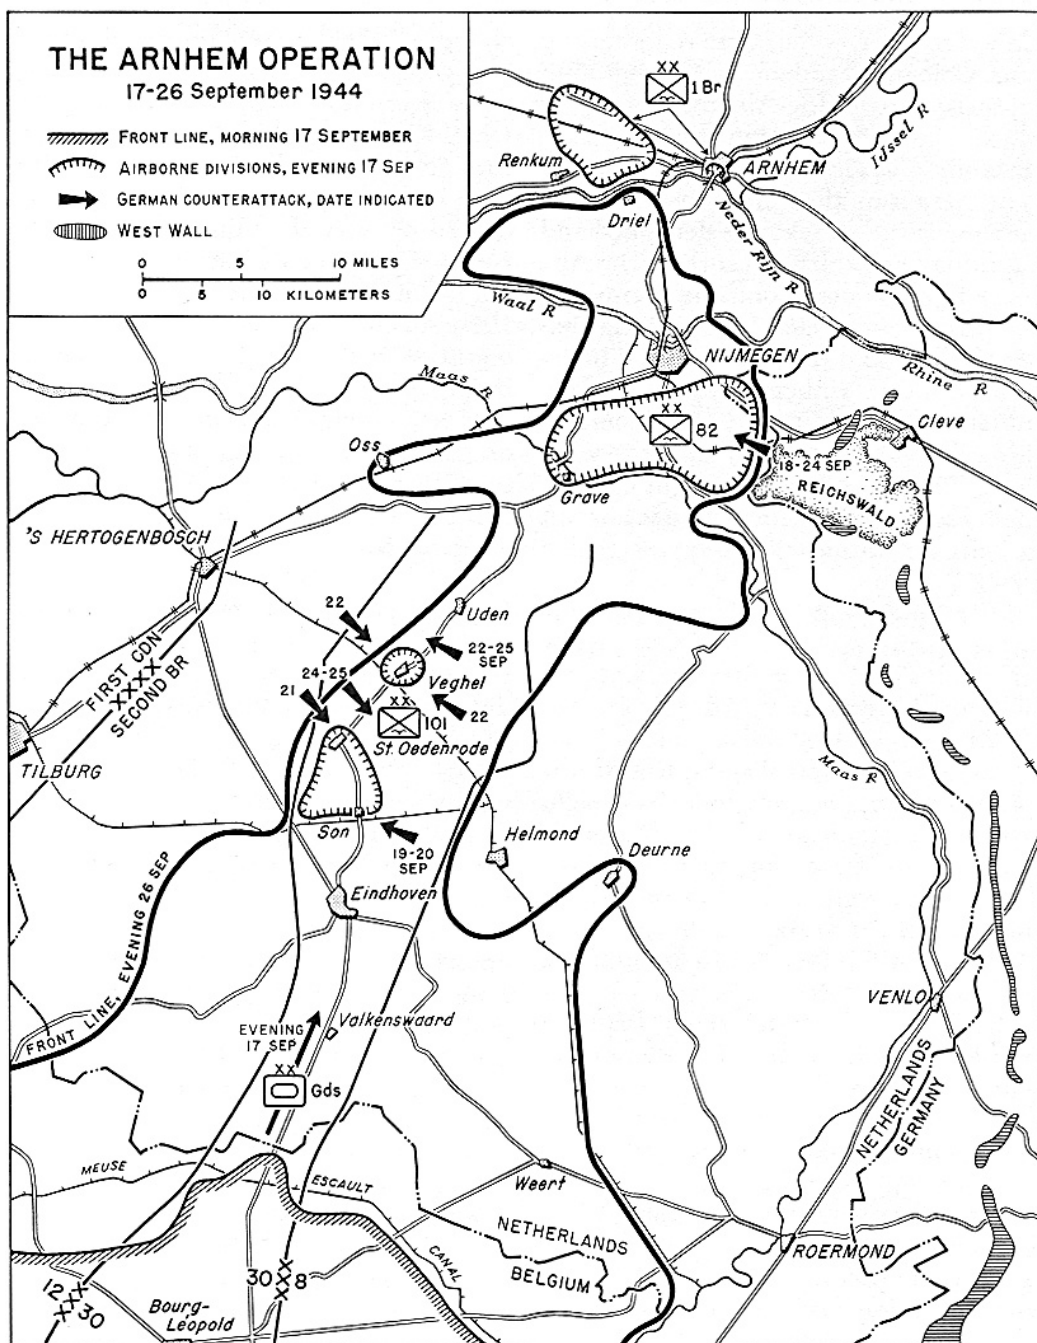 THE ARNHEM OPERATION
17-26 September 1944
FRONT LINE, MORNING 17 SEPTEMBER
AIRBORNE DIVISIONS, EVENING 17 SEP
GERMAN COUNTERATTACK, DATE INDICATED
WEST WALL
0 5 10 MILES
0 5 10 KILOMETERS
XX
1Br
Renkum
ARNHEM
IJssel R
Driel
Neder Rijn R
Waal R
NIJMEGEN
Rhine R
Maas R
XX
82
Cleve
18-24 SEP
REICHSWALD
Oss
Grave
'S HERTOGENBOSCH
Uden
22
22-25
SEP
24-25
Veghel
21
22
XX
101
St. Oedenrode
FIRST CDN
XXXX
SECOND BR
TILBURG
Maas R
Son
Helmond
19-20
SEP
Deurne
Eindhoven
FRONT LINE, EVENING 26 SEP
VENLO
EVENING
17 SEP
Valkenswaard
XX
Gds
NETHERLANDS
GERMANY
MEUSE
ESCAULT
CANAL
Weert
NETHERLANDS
BELGIUM
ROERMOND
12 XXX 30
30 XXX 8
Bourg-
Leopold